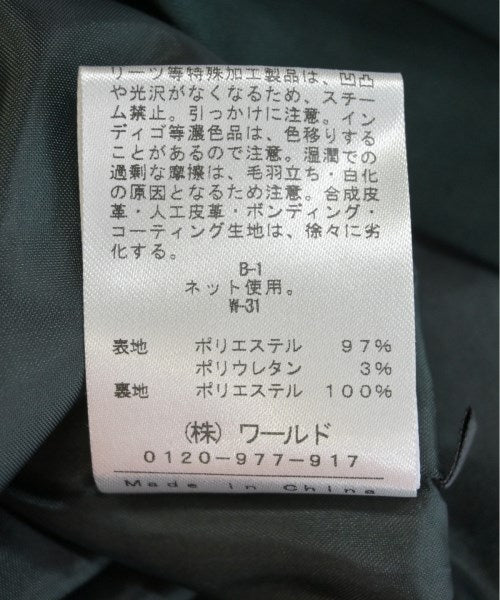 リーツ等特殊加工製品は、凹凸
や光沢がなくなるため、スチー
ム禁止。引っかけに注意。イン
ディゴ等濃色品は、色移りする
ことがあるので注意。湿潤での
過剰な摩擦は、毛羽立ち・白化
の原因となるため注意。合成皮
革・人工皮革・ボンディング・
コーティング生地は、徐々に劣
化する。
B-1
ネット使用。
W-31
表地 ポリエステル 97%
ポリウレタン 3%
裏地 ポリエステル 100%
(株) ワールド
0120-977-917
Made in China